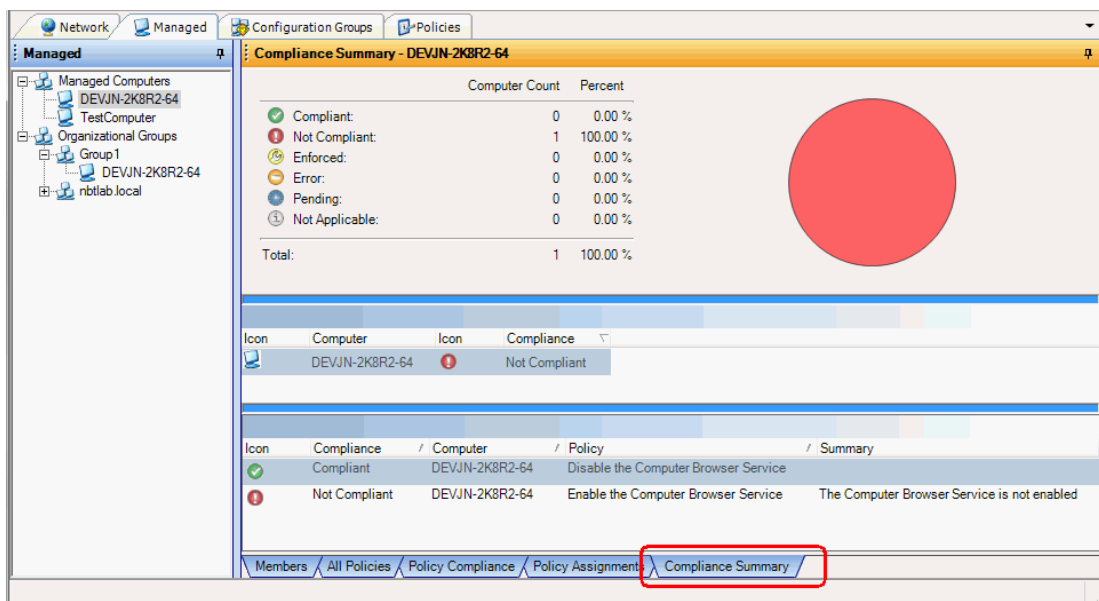 Network Managed Configuration Groups Policies
Managed
Compliance Summary - DEVJN-2K8R2-64
Managed Computers
DEVJN-2K8R2-64
TestComputer
Organizational Groups
Group1
DEVJN-2K8R2-64
nbtlab.local
Computer Count Percent
Compliant: 0 0.00 %
Not Compliant: 1 100.00 %
Enforced: 0 0.00 %
Error: 0 0.00 %
Pending: 0 0.00 %
Not Applicable: 0 0.00 %
Total: 1 100.00 %
Icon Computer Icon Compliance
DEVJN-2K8R2-64 Not Compliant
Icon Compliance Computer Policy Summary
Compliant DEVJN-2K8R2-64 Disable the Computer Browser Service
Not Compliant DEVJN-2K8R2-64 Enable the Computer Browser Service The Computer Browser Service is not enabled
Members All Policies Policy Compliance Policy Assignments Compliance Summary